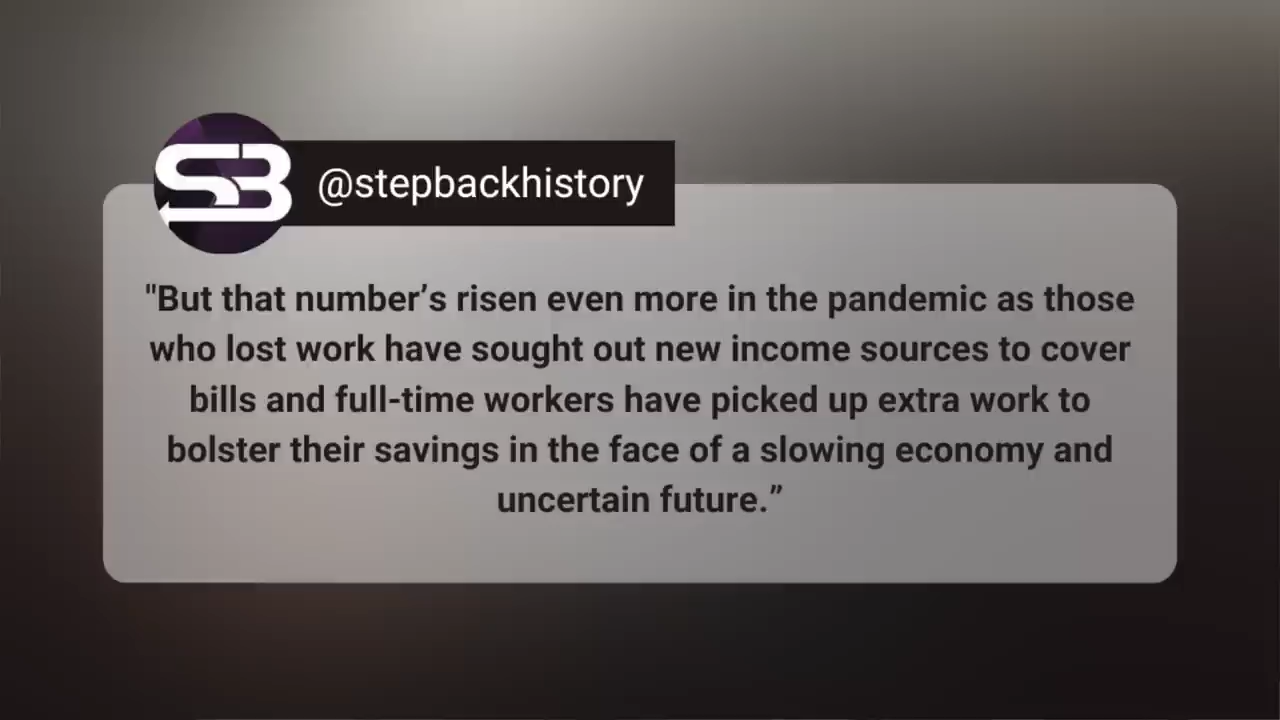 SB
@stepbackhistory
"But that number’s risen even more in the pandemic as those
who lost work have sought out new income sources to cover
bills and full-time workers have picked up extra work to
bolster their savings in the face of a slowing economy and
uncertain future.”